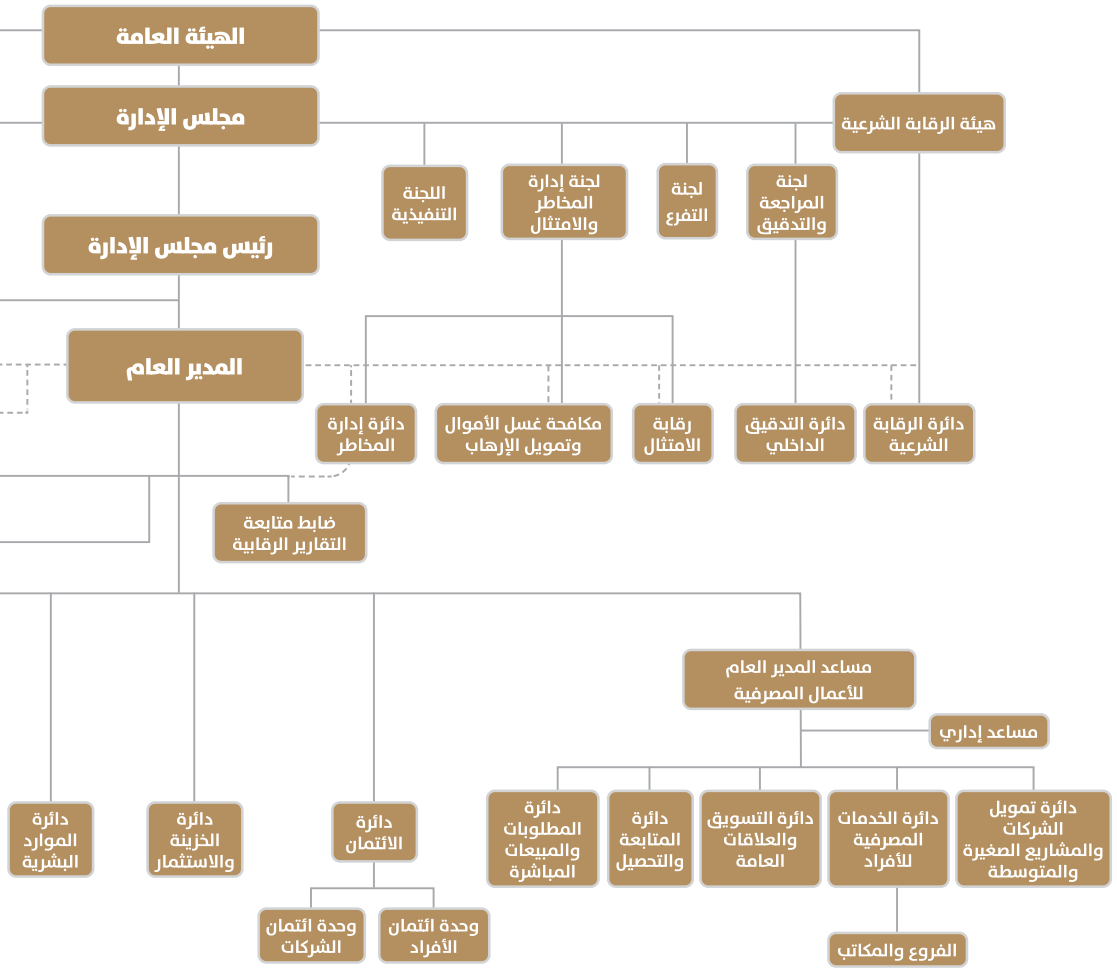 الهيئة العامة
مجلس الإدارة
هيئة الرقابة الشرعية
لجنة
المراجعة
والتدقيق
لجنة
التفرع
لجنة إدارة
المخاطر
والامتثال
اللجنة
التنفيذية
رئيس مجلس الإدارة
المدير العام
دائرة الرقابة
الشرعية
دائرة التدقيق
الداخلي
رقابة
الامتثال
مكافحة غسل الأموال
وتمويل الإرهاب
دائرة إدارة
المخاطر
ضابط متابعة
التقارير الرقابية
مساعد المدير العام
للأعمال المصرفية
مساعد إداري
دائرة تمويل
الشركات
والمشاريع الصغيرة
والمتوسطة
دائرة الخدمات
المصرفية
للأفراد
دائرة التسويق
والعلاقات
العامة
دائرة
المتابعة
والتحصيل
دائرة
المطلوبات
والمبيعات
المباشرة
دائرة
الائتمان
دائرة
الخزينة
والاستثمار
دائرة
الموارد
البشرية
الفروع والمكاتب
وحدة ائتمان
الأفراد
وحدة ائتمان
الشركات